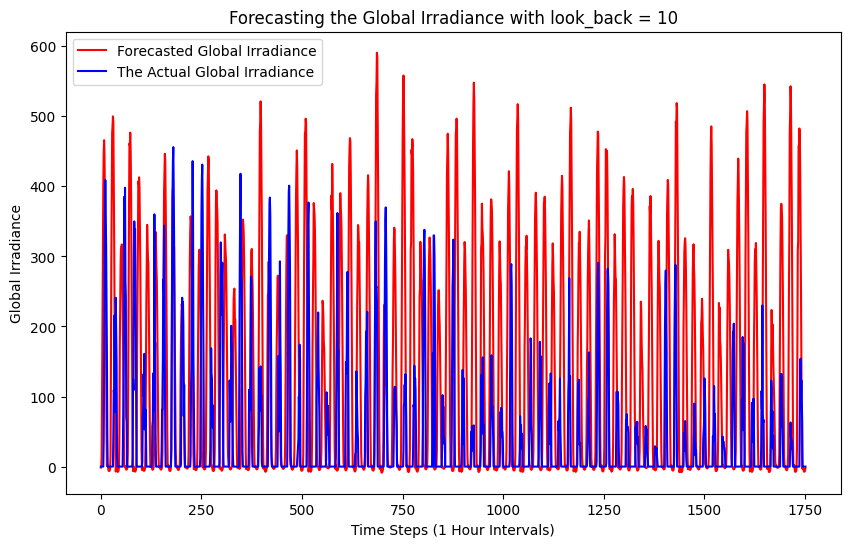 Forecasting the Global Irradiance with look_back = 10
Forecasted Global Irradiance
The Actual Global Irradiance
Global Irradiance
600
500
400
300
200
100
0
0 250 500 750 1000 1250 1500 1750
Time Steps (1 Hour Intervals)